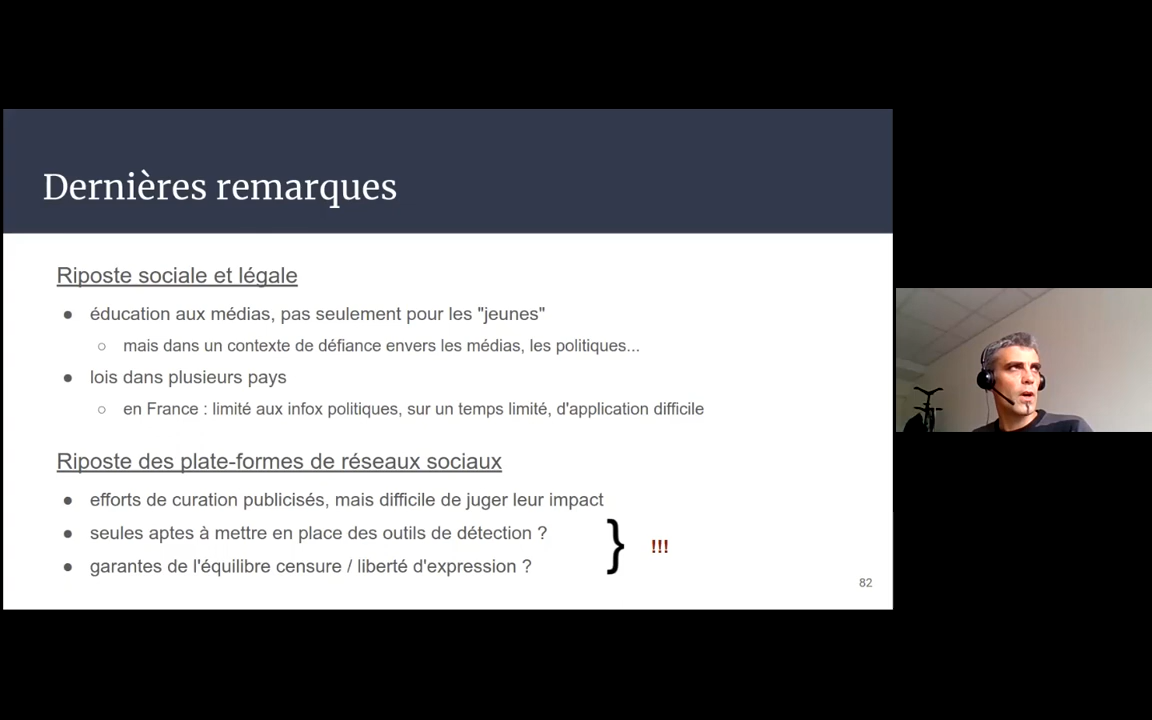 Dernières remarques
Riposte sociale et légale
● éducation aux médias, pas seulement pour les "jeunes"
○ mais dans un contexte de défiance envers les médias, les politiques...
● lois dans plusieurs pays
○ en France : limité aux infox politiques, sur un temps limité, d'application difficile
Riposte des plate-formes de réseaux sociaux
● efforts de curation publicisés, mais difficile de juger leur impact
● seules aptes à mettre en place des outils de détection ?
● garantes de l'équilibre censure / liberté d'expression ?
} !!!
82